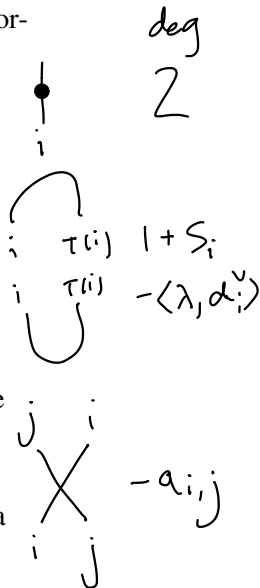 or-
deg
2
i
i τ(i) 1 + S_i
i τ(i) -⟨λ, α_i^∨⟩
e
j i
-a_{i,j}
a
i j